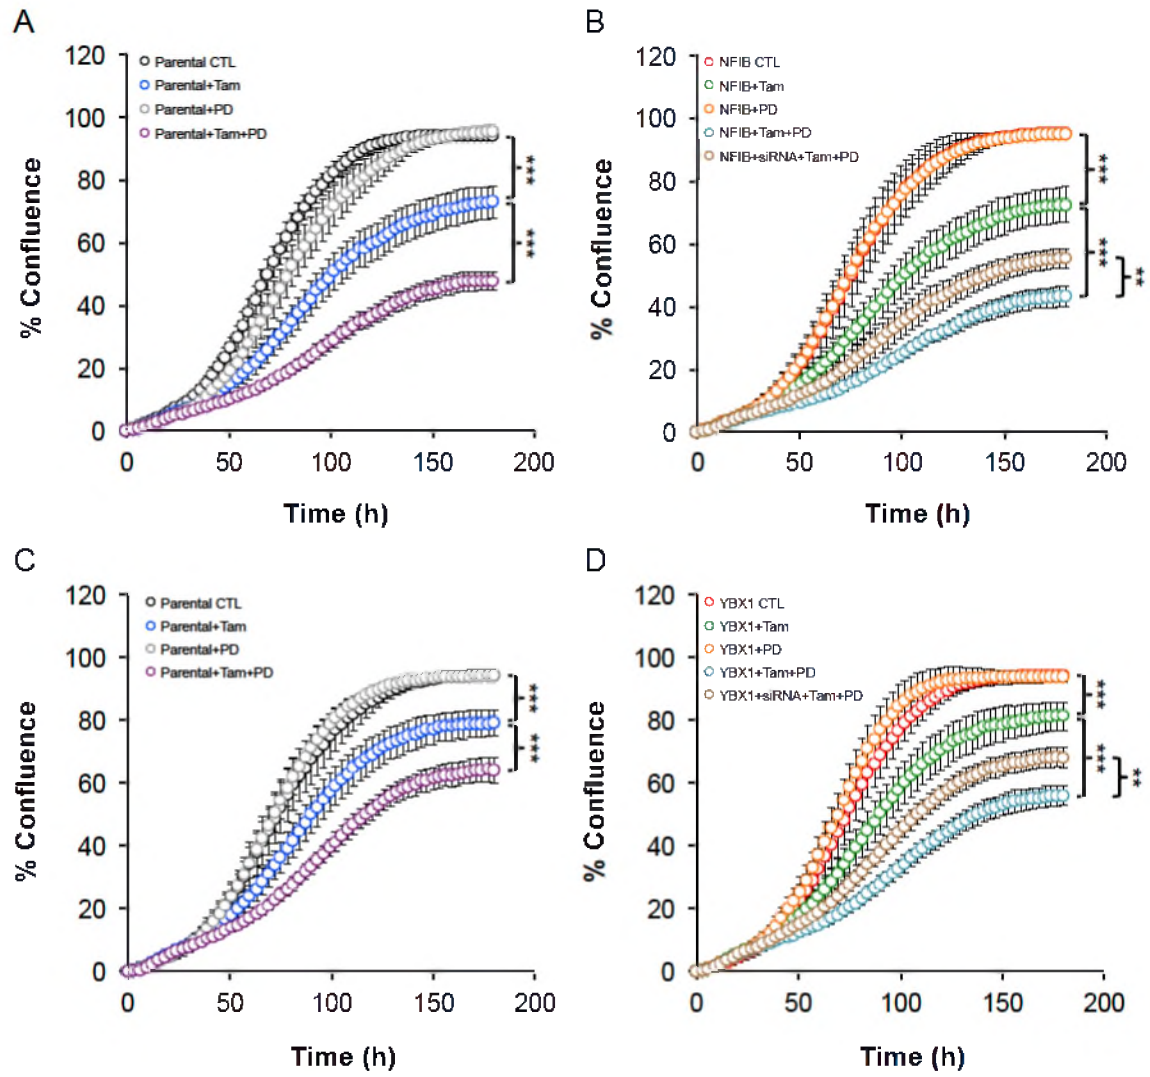 A
120
100
80
60
40
20
0
% Confluence
Parental CTL
Parental+Tam
Parental+PD
Parental+Tam+PD
***
***
0 50 100 150 200
Time (h)
B
120
100
80
60
40
20
0
% Confluence
NFIB CTL
NFIB+Tam
NFIB+PD
NFIB+Tam+PD
NFIB+siRNA+Tam+PD
***
***
**
0 50 100 150 200
Time (h)
C
120
100
80
60
40
20
0
% Confluence
Parental CTL
Parental+Tam
Parental+PD
Parental+Tam+PD
***
***
0 50 100 150 200
Time (h)
D
120
100
80
60
40
20
0
% Confluence
YBX1 CTL
YBX1+Tam
YBX1+PD
YBX1+Tam+PD
YBX1+siRNA+Tam+PD
***
***
**
0 50 100 150 200
Time (h)